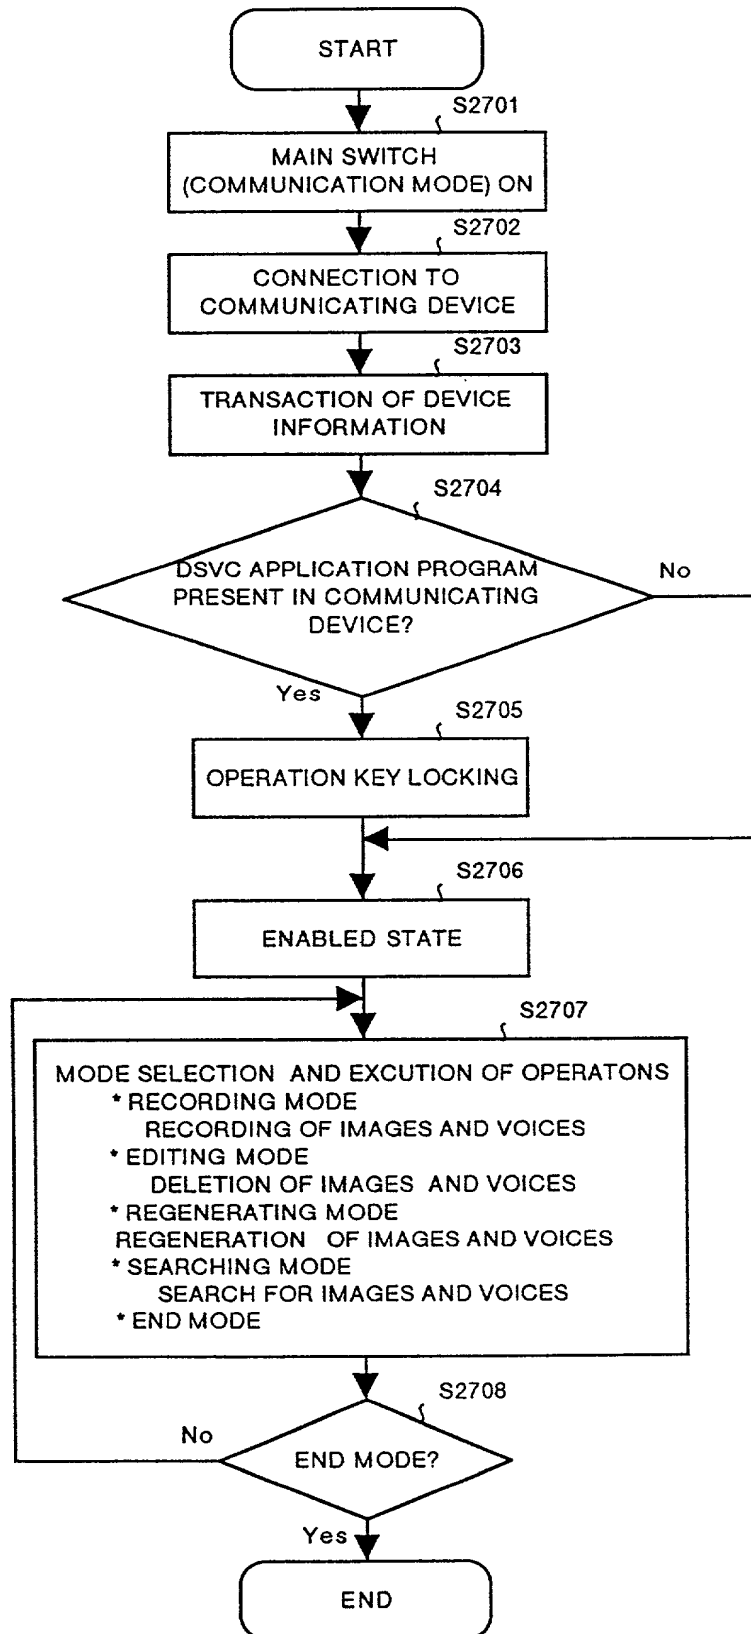 START
S2701
MAIN SWITCH
(COMMUNICATION MODE) ON
S2702
CONNECTION TO
COMMUNICATING DEVICE
S2703
TRANSACTION OF DEVICE
INFORMATION
S2704
DSVC APPLICATION PROGRAM
PRESENT IN COMMUNICATING
DEVICE?
No
Yes
S2705
OPERATION KEY LOCKING
S2706
ENABLED STATE
S2707
MODE SELECTION AND EXCUTION OF OPERATONS
* RECORDING MODE
RECORDING OF IMAGES AND VOICES
* EDITING MODE
DELETION OF IMAGES AND VOICES
* REGENERATING MODE
REGENERATION OF IMAGES AND VOICES
* SEARCHING MODE
SEARCH FOR IMAGES AND VOICES
* END MODE
S2708
No
END MODE?
Yes
END